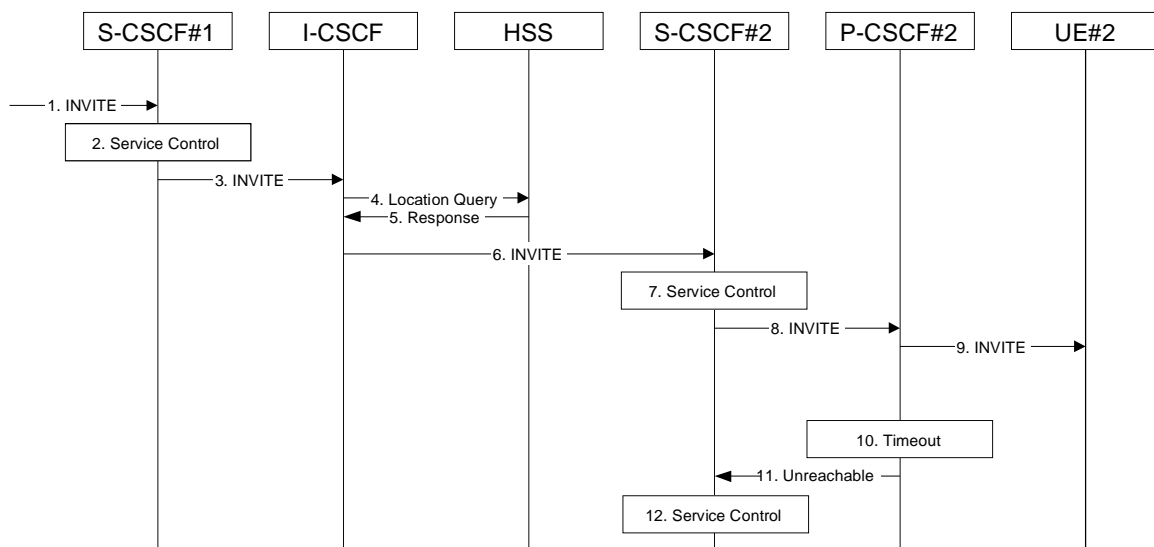 S-CSCF#1
I-CSCF
HSS
S-CSCF#2
P-CSCF#2
UE#2
1. INVITE
2. Service Control
3. INVITE
4. Location Query
5. Response
6. INVITE
7. Service Control
8. INVITE
9. INVITE
10. Timeout
11. Unreachable
12. Service Control